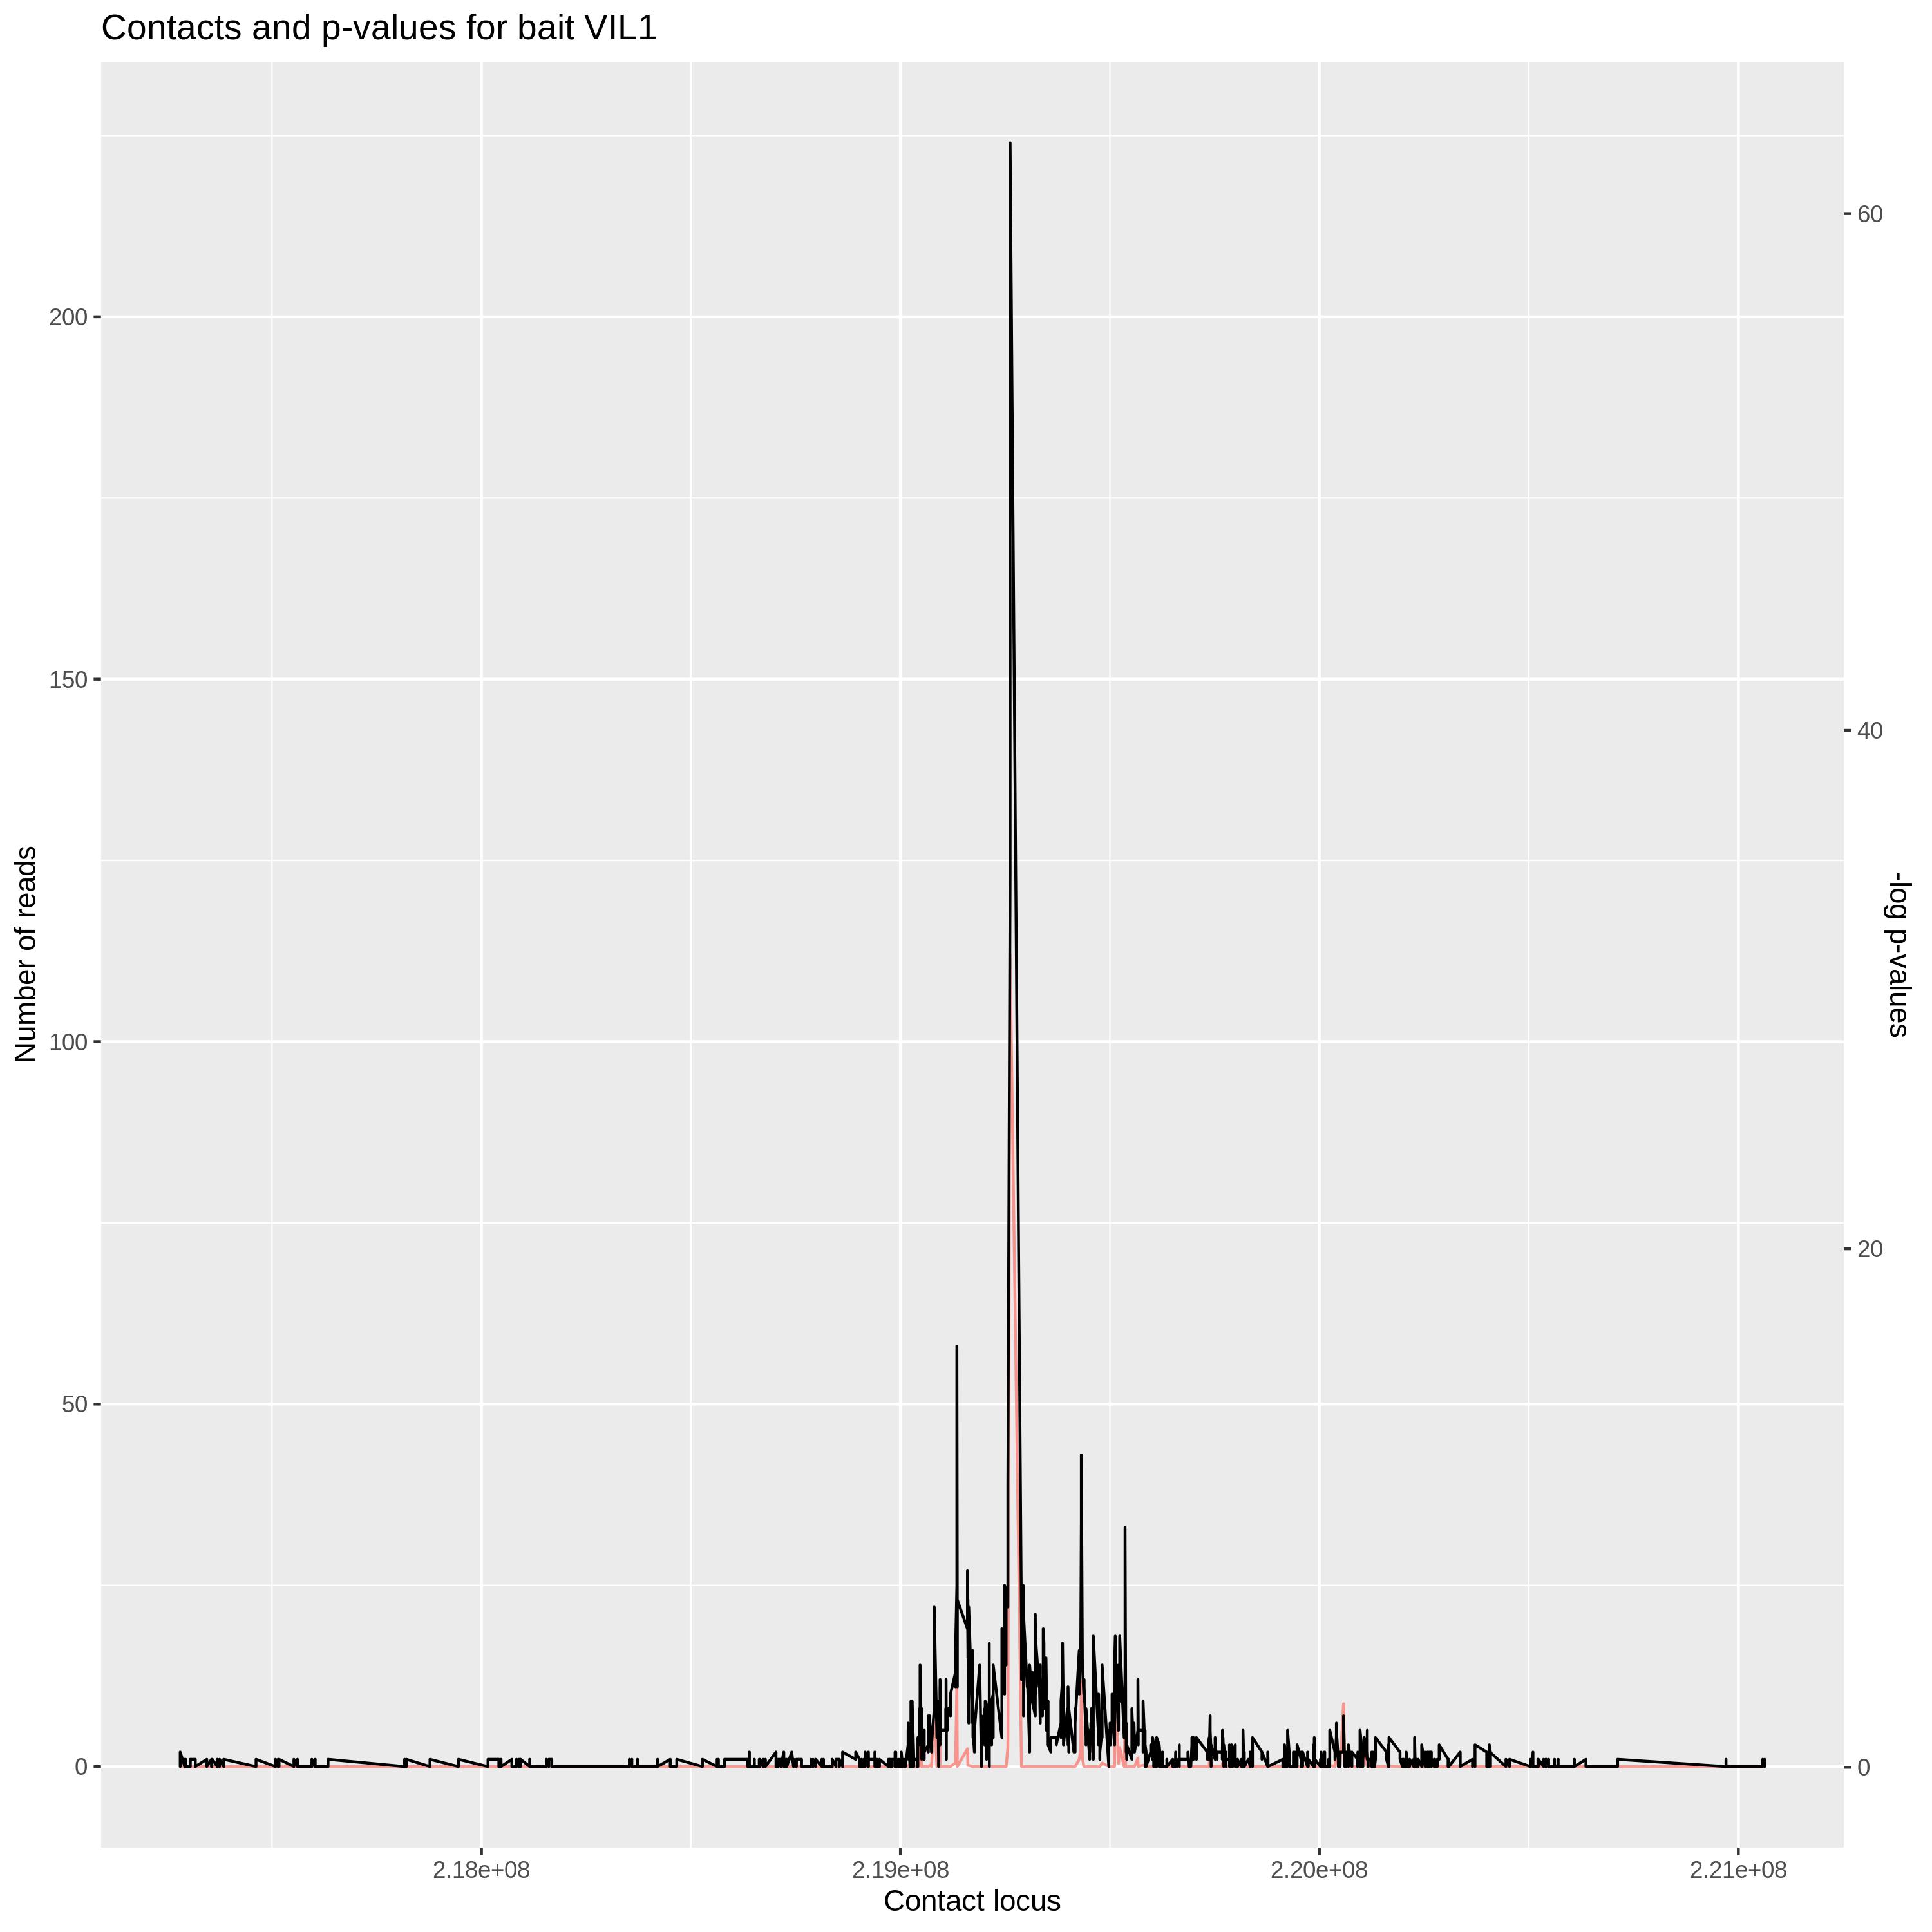 Contacts and p-values for bait VIL1
200
150
100
50
0
Number of reads
60
40
20
0
-log p-values
2.18e+08
2.19e+08
2.20e+08
2.21e+08
Contact locus